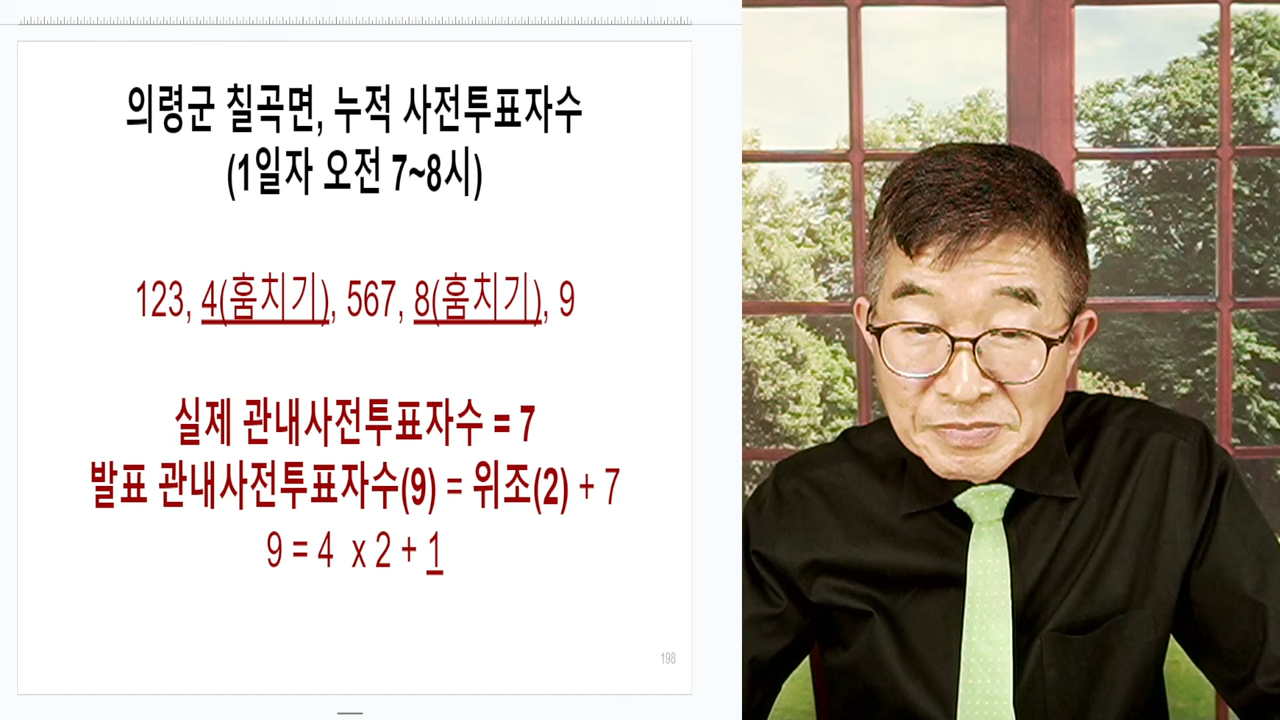 의령군 칠곡면, 누적 사전투표자수
(1일자 오전 7~8시)
123, 4(훔치기), 567, 8(훔치기), 9
실제 관내사전투표자수 = 7
발표 관내사전투표자수(9) = 위조(2) + 7
9 = 4 x 2 + 1
198